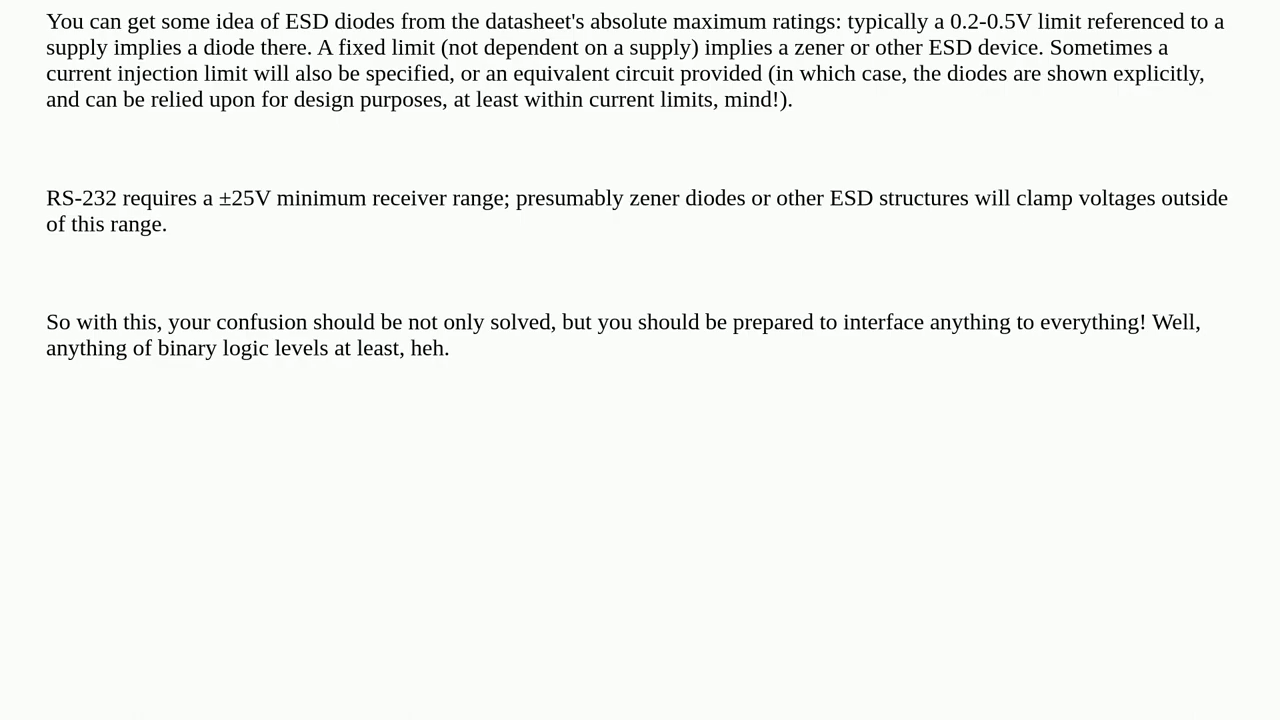 You can get some idea of ESD diodes from the datasheet's absolute maximum ratings: typically a 0.2-0.5V limit referenced to a
supply implies a diode there. A fixed limit (not dependent on a supply) implies a zener or other ESD device. Sometimes a
current injection limit will also be specified, or an equivalent circuit provided (in which case, the diodes are shown explicitly,
and can be relied upon for design purposes, at least within current limits, mind!).
RS-232 requires a ±25V minimum receiver range; presumably zener diodes or other ESD structures will clamp voltages outside
of this range.
So with this, your confusion should be not only solved, but you should be prepared to interface anything to everything! Well,
anything of binary logic levels at least, heh.